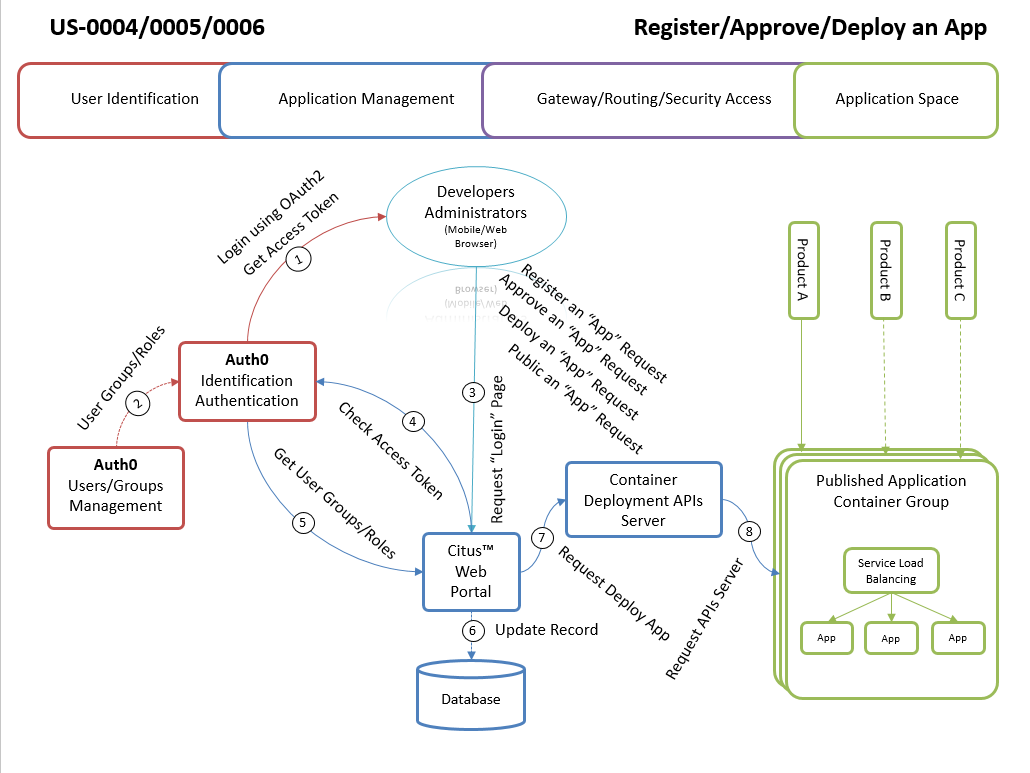 US-0004/0005/0006
Register/Approve/Deploy an App
User Identification
Application Management
Gateway/Routing/Security Access
Application Space
Login using OAuth2
Get Access Token
1
Developers
Administrators
(Mobile/Web
Browser)
Browser)
(Mobile/Web
Register an “App” Request
Approve an “App” Request
Deploy an “App” Request
Public an “App” Request
Product A
Product B
Product C
User Groups/Roles
2
Auth0
Identification
Authentication
3
Request “Login” Page
4
Check Access Token
Auth0
Users/Groups
Management
Get User Groups/Roles
5
Citus™
Web
Portal
6
Update Record
Database
7
Request Deploy App
Container
Deployment APIs
Server
8
Request APIs Server
Published Application
Container Group
Service Load
Balancing
App
App
App